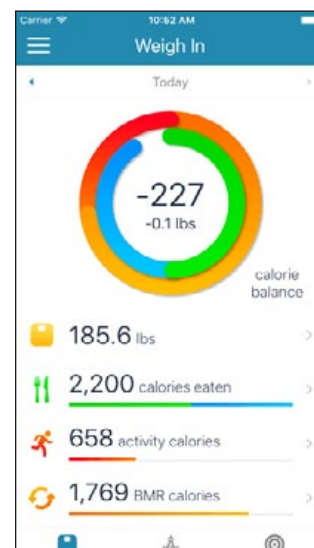 Carrier 10:52 AM
Weigh In
Today
-227
-0.1 lbs
calorie
balance
185.6 lbs
2,200 calories eaten
658 activity calories
1,769 BMR calories